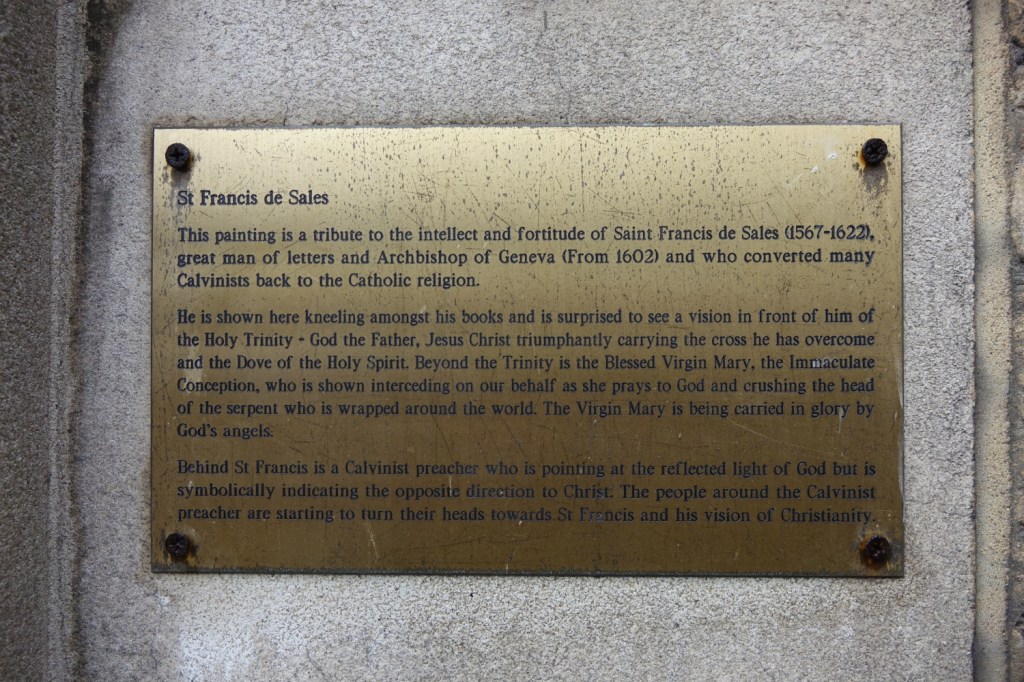 St Francis de Sales
This painting is a tribute to the intellect and fortitude of Saint Francis de Sales (1567-1622),
great man of letters and Archbishop of Geneva (From 1602) and who converted many
Calvinists back to the Catholic religion.
He is shown here kneeling amongst his books and is surprised to see a vision in front of him of
the Holy Trinity - God the Father, Jesus Christ triumphantly carrying the cross he has overcome
and the Dove of the Holy Spirit. Beyond the Trinity is the Blessed Virgin Mary, the Immaculate
Conception, who is shown interceding on our behalf as she prays to God and crushing the head
of the serpent who is wrapped around the world. The Virgin Mary is being carried in glory by
God's angels.
Behind St Francis is a Calvinist preacher who is pointing at the reflected light of God but is
symbolically indicating the opposite direction to Christ. The people around the Calvinist
preacher are starting to turn their heads towards St Francis and his vision of Christianity.